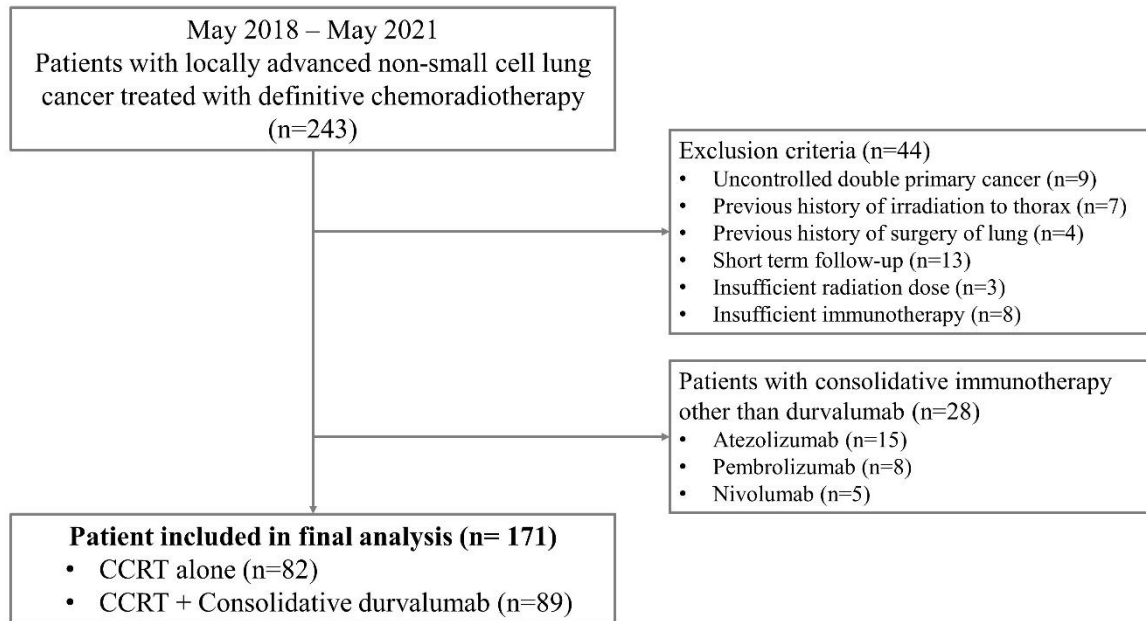 May 2018 – May 2021
Patients with locally advanced non-small cell lung
cancer treated with definitive chemoradiotherapy
(n=243)
Exclusion criteria (n=44)
• Uncontrolled double primary cancer (n=9)
• Previous history of irradiation to thorax (n=7)
• Previous history of surgery of lung (n=4)
• Short term follow-up (n=13)
• Insufficient radiation dose (n=3)
• Insufficient immunotherapy (n=8)
Patients with consolidative immunotherapy
other than durvalumab (n=28)
• Atezolizumab (n=15)
• Pembrolizumab (n=8)
• Nivolumab (n=5)
Patient included in final analysis (n= 171)
• CCRT alone (n=82)
• CCRT + Consolidative durvalumab (n=89)